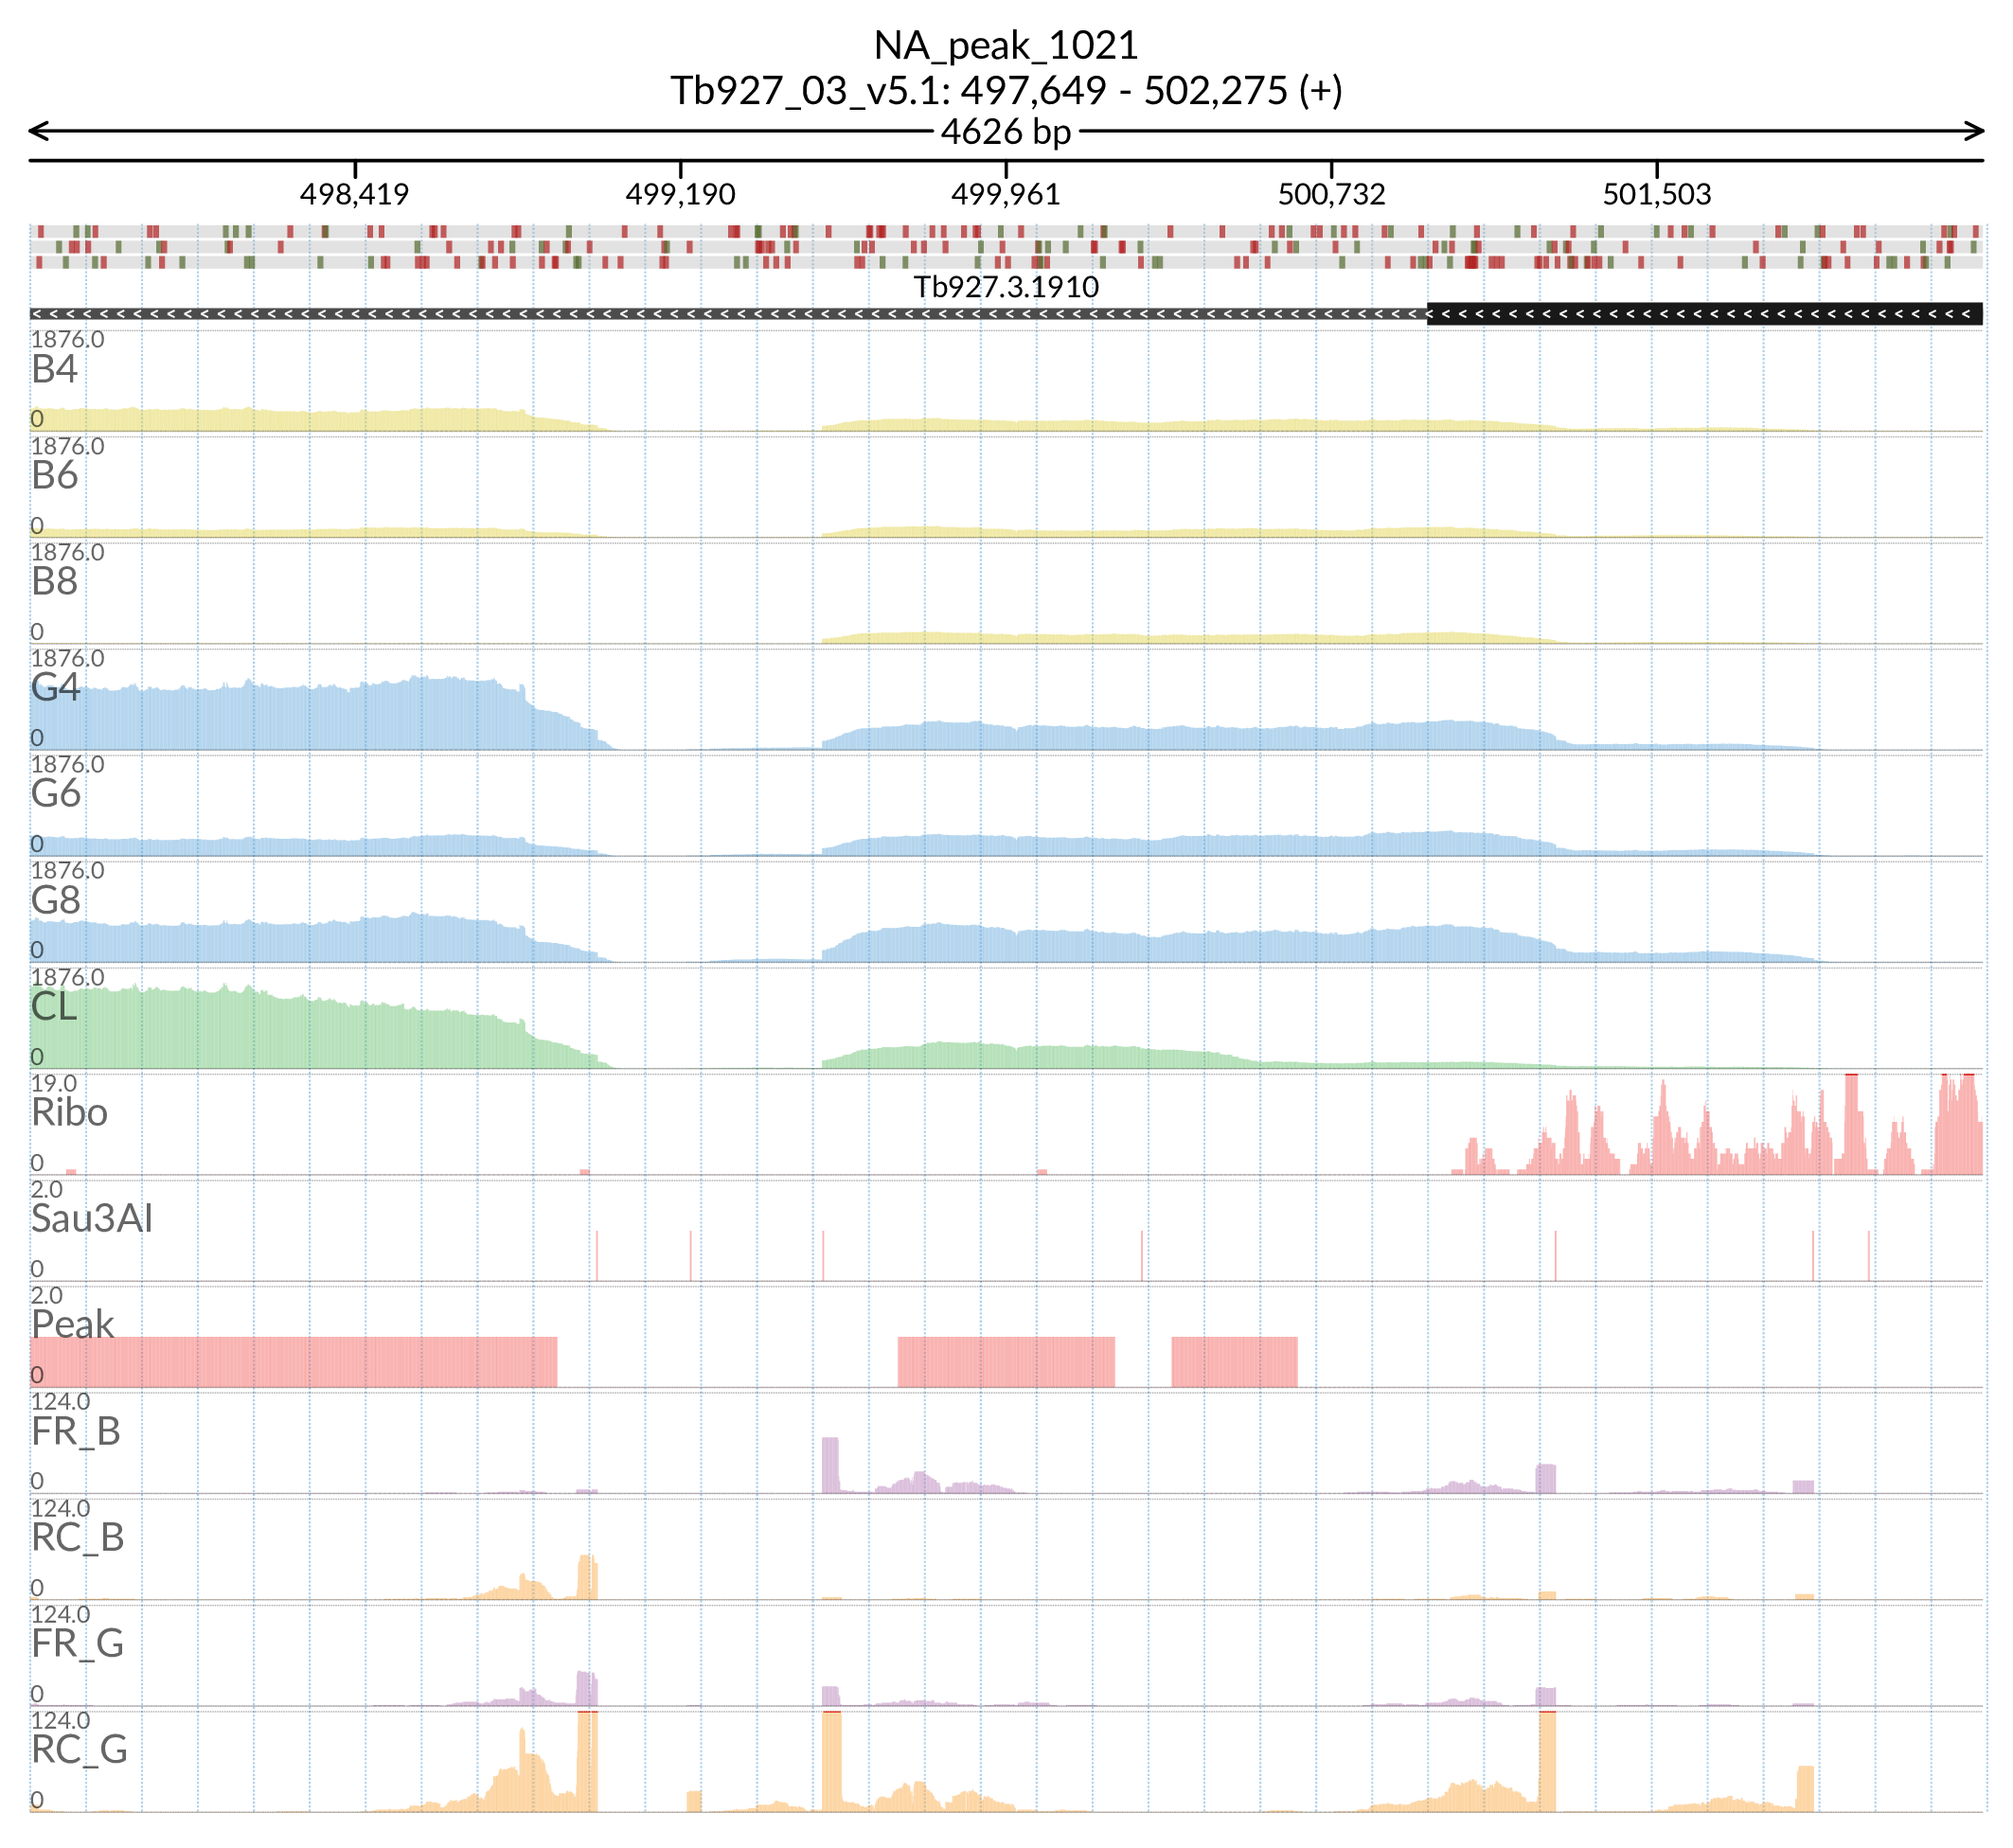 NA_peak_1021
Tb927_03_v5.1: 497,649 - 502,275 (+)
4626 bp
498,419 499,190 499,961 500,732 501,503
Tb927.3.1910
1876.0
B4
0
1876.0
B6
0
1876.0
B8
0
1876.0
G4
0
1876.0
G6
0
1876.0
G8
0
1876.0
CL
0
19.0
Ribo
0
2.0
Sau3AI
0
2.0
Peak
0
124.0
FR_B
0
124.0
RC_B
0
124.0
FR_G
0
124.0
RC_G
0